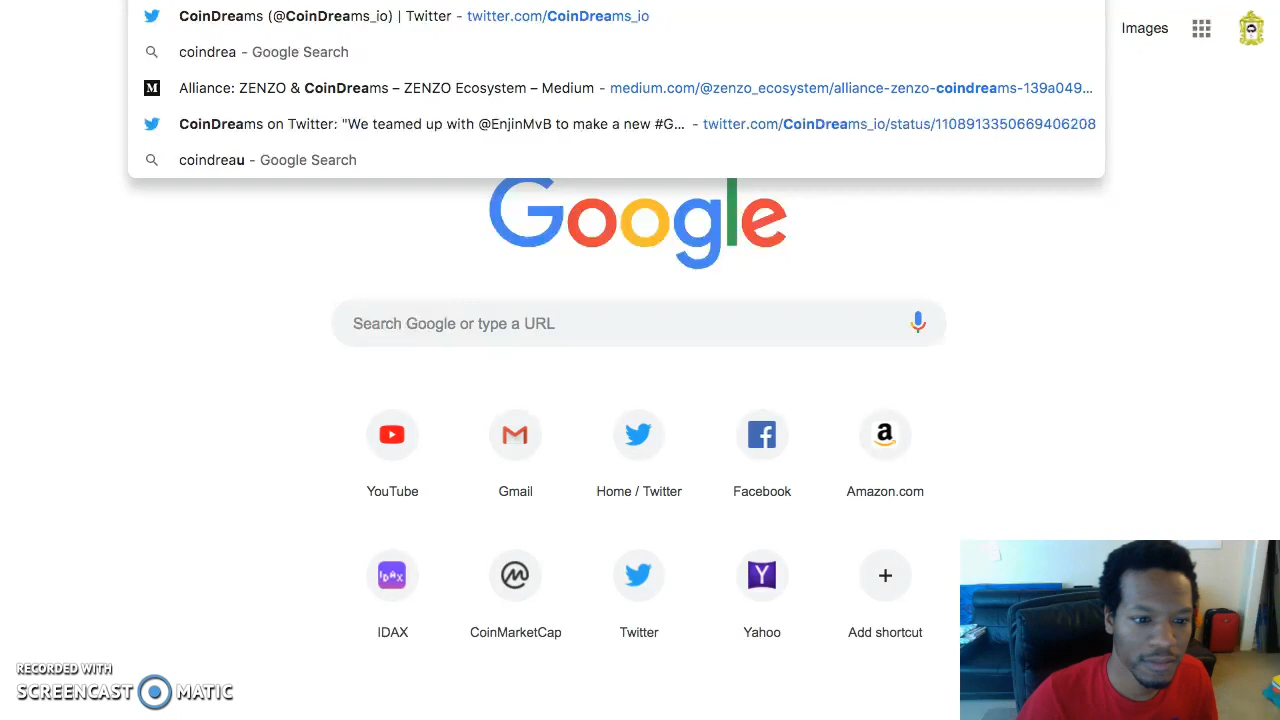 CoinDreams (@CoinDreams_io) | Twitter - twitter.com/CoinDreams_io
Images
coindrea - Google Search
M Alliance: ZENZO & CoinDreams – ZENZO Ecosystem – Medium - medium.com/@zenzo_ecosystem/alliance-zenzo-coindreams-139a049...
CoinDreams on Twitter: "We teamed up with @EnjinMvB to make a new #G... - twitter.com/CoinDreams_io/status/1108913350669406208
coindreau - Google Search
Google
Search Google or type a URL
a
YouTube Gmail Home / Twitter Facebook Amazon.com
IDAX
IDAX CoinMarketCap Twitter Yahoo Add shortcut
RECORDED WITH
SCREENCAST MATIC